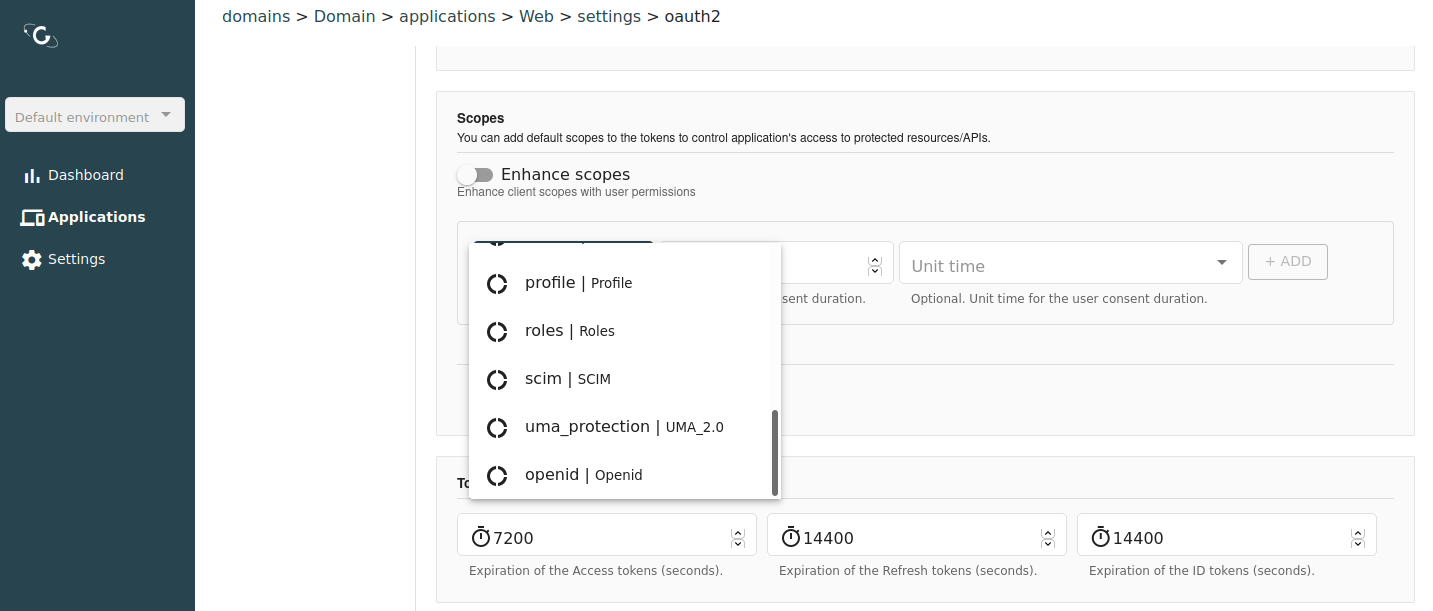 domains > Domain > applications > Web > settings > oauth2
Default environment
Dashboard
Applications
Settings
Scopes
You can add default scopes to the tokens to control application's access to protected resources/APIs.
Enhance scopes
Enhance client scopes with user permissions
profile | Profile
roles | Roles
scim | SCIM
uma_protection | UMA_2.0
openid | Openid
Unit time
+ ADD
sent duration.
Optional. Unit time for the user consent duration.
7200
14400
14400
Expiration of the Access tokens (seconds).
Expiration of the Refresh tokens (seconds).
Expiration of the ID tokens (seconds).